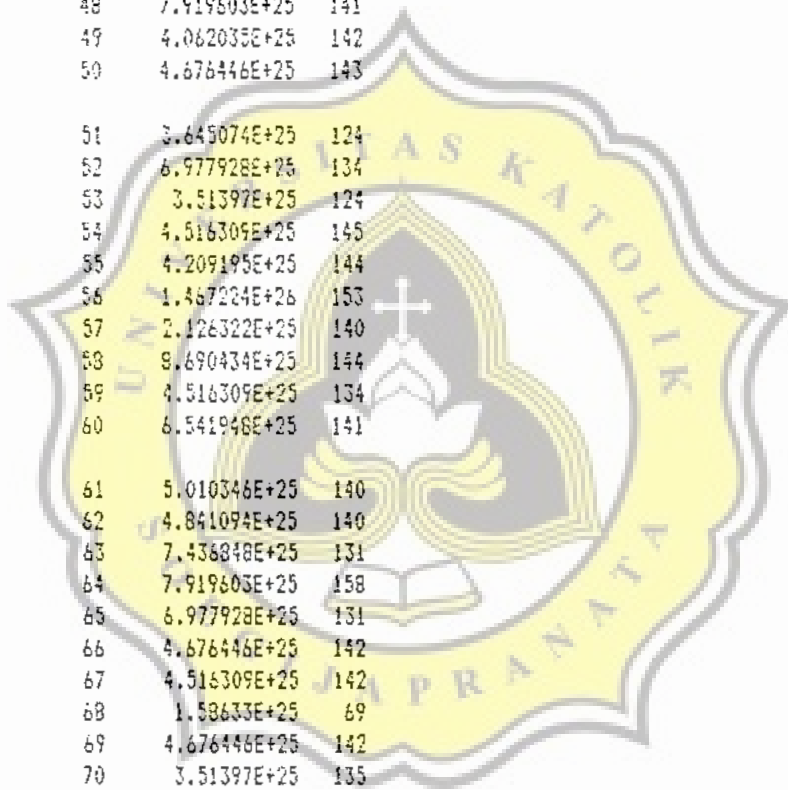 48 7.919603E+25 141
49 4.062035E+25 142
50 4.676446E+25 143
51 3.645074E+25 124
52 6.977928E+25 134
53 3.51397E+25 124
54 4.516309E+25 145
55 4.209195E+25 144
56 1.467224E+26 153
57 2.126322E+25 140
58 8.690434E+25 144
59 4.516309E+25 134
60 6.541948E+25 141
61 5.010346E+25 140
62 4.841094E+25 140
63 7.436848E+25 131
64 7.919603E+25 158
65 6.977928E+25 131
66 4.676446E+25 142
67 4.516309E+25 142
68 1.58633E+25 69
69 4.676446E+25 142
70 3.51397E+25 135
UNIVERSITAS KATOLIK
SOEGIJAPRANATA